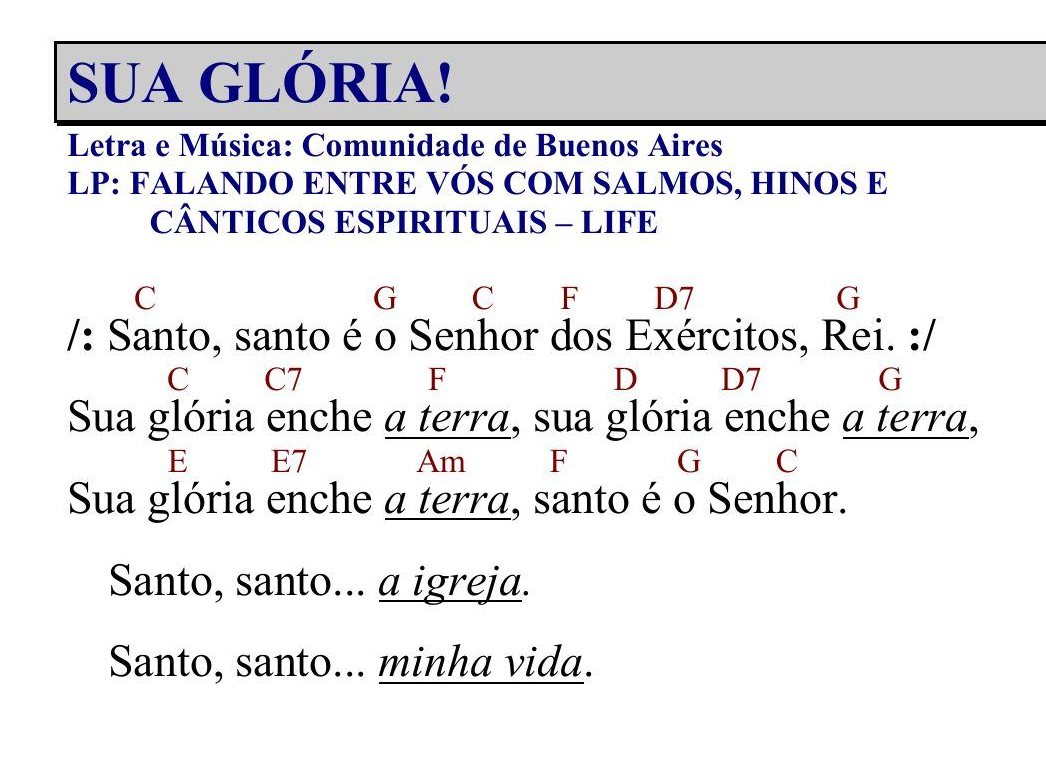 SUA GLÓRIA!
Letra e Música: Comunidade de Buenos Aires
LP: FALANDO ENTRE VÓS COM SALMOS, HINOS E
CÂNTICOS ESPIRITUAIS – LIFE
C G C F D7 G
/: Santo, santo é o Senhor dos Exércitos, Rei. :/
C C7 F D D7 G
Sua glória enche a terra, sua glória enche a terra,
E E7 Am F G C
Sua glória enche a terra, santo é o Senhor.
Santo, santo... a igreja.
Santo, santo... minha vida.